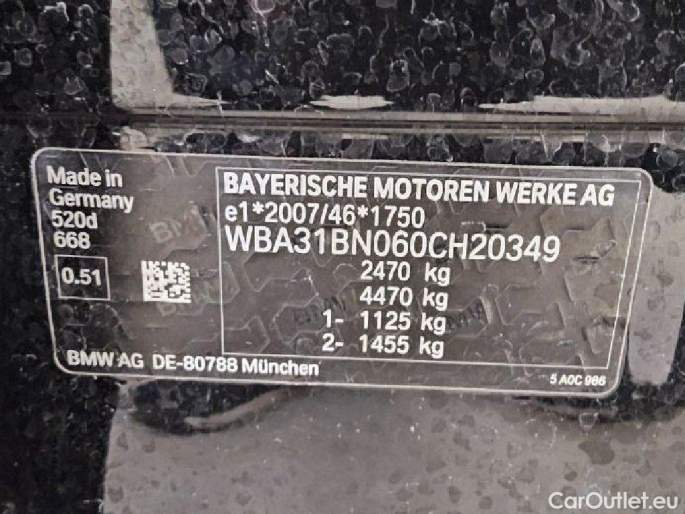 Made in
Germany
520d
668
0.51
BMW AG DE-80788 München
BAYERISCHE MOTOREN WERKE AG
e1*2007/46*1750
WBA31BN060CH20349
2470 kg
4470 kg
1- 1125 kg
2- 1455 kg
5 A0C 986
CarOutlet.eu